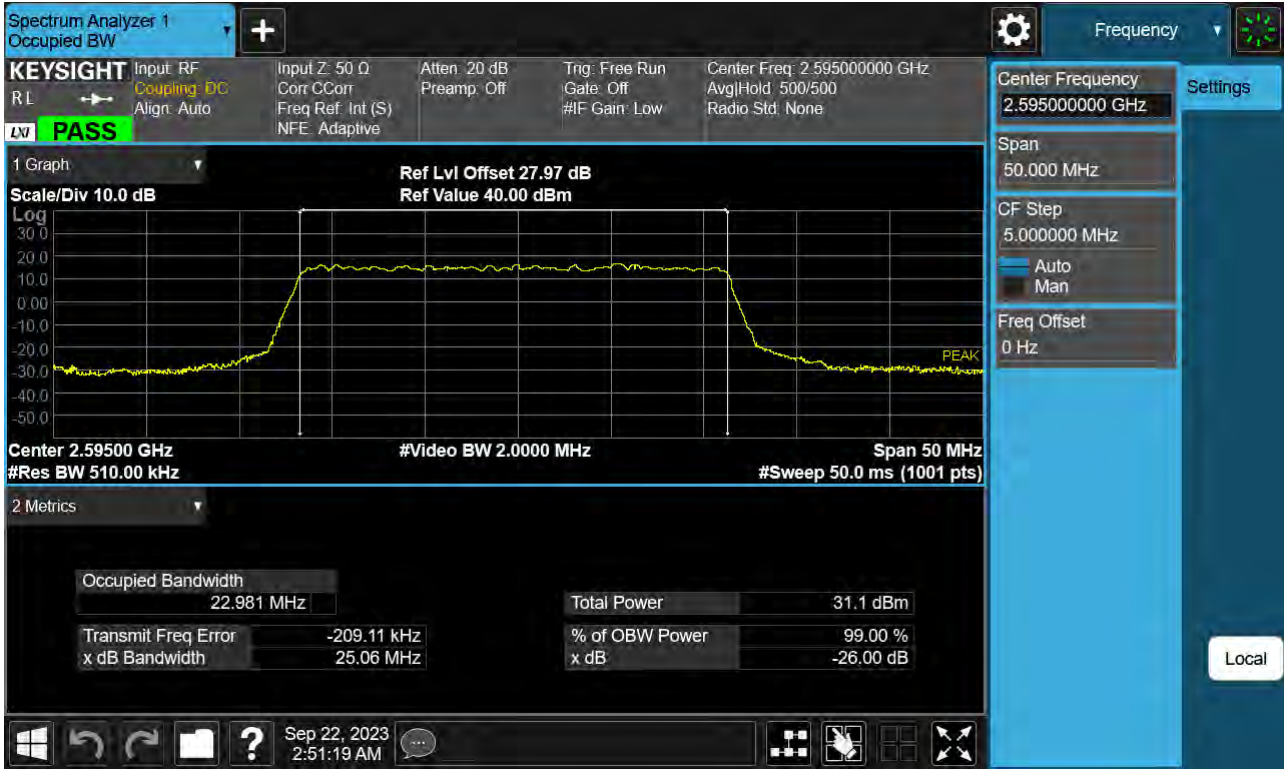 Spectrum Analyzer 1
Occupied BW
Frequency
KEYSIGHT
RL
LXI
PASS
Input: RF
Coupling: DC
Align: Auto
Input Z: 50 Ω
Corr CCorr
Freq Ref: Int (S)
NFE: Adaptive
Atten: 20 dB
Preamp: Off
Trig: Free Run
Gate: Off
#IF Gain: Low
Center Freq: 2.595000000 GHz
Avg|Hold: 500/500
Radio Std: None
1 Graph
Scale/Div 10.0 dB
Ref Lvl Offset 27.97 dB
Ref Value 40.00 dBm
Log
30.0
20.0
10.0
0.00
-10.0
-20.0
-30.0
-40.0
-50.0
PEAK
Center 2.59500 GHz
#Video BW 2.0000 MHz
Span 50 MHz
#Res BW 510.00 kHz
#Sweep 50.0 ms (1001 pts)
2 Metrics
Occupied Bandwidth
22.981 MHz
Total Power 31.1 dBm
Transmit Freq Error -209.11 kHz
% of OBW Power 99.00 %
x dB Bandwidth 25.06 MHz
x dB -26.00 dB
Sep 22, 2023
2:51:19 AM
?
Center Frequency
2.595000000 GHz
Settings
Span
50.000 MHz
CF Step
5.000000 MHz
Auto
Man
Freq Offset
0 Hz
Local